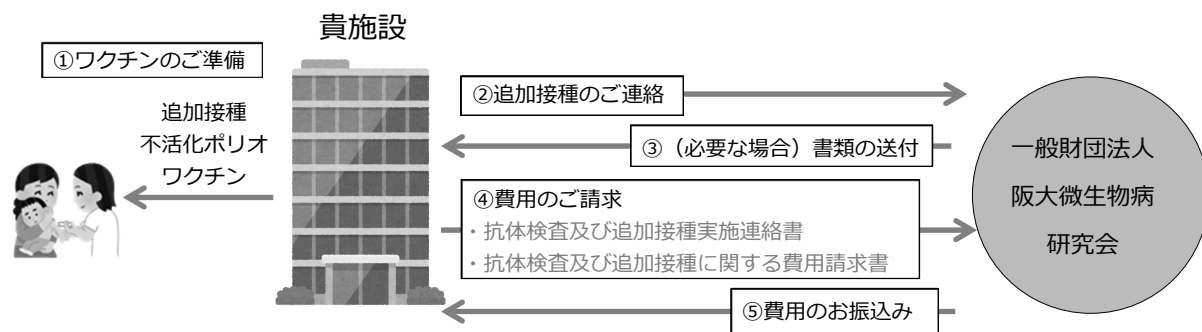 貴施設
①ワクチンのご準備
追加接種
不活化ポリオ
ワクチン
②追加接種のご連絡
③（必要な場合）書類の送付
④費用のご請求
・抗体検査及び追加接種実施連絡書
・抗体検査及び追加接種に関する費用請求書
⑤費用のお振込み
一般財団法人
阪大微生物病
研究会